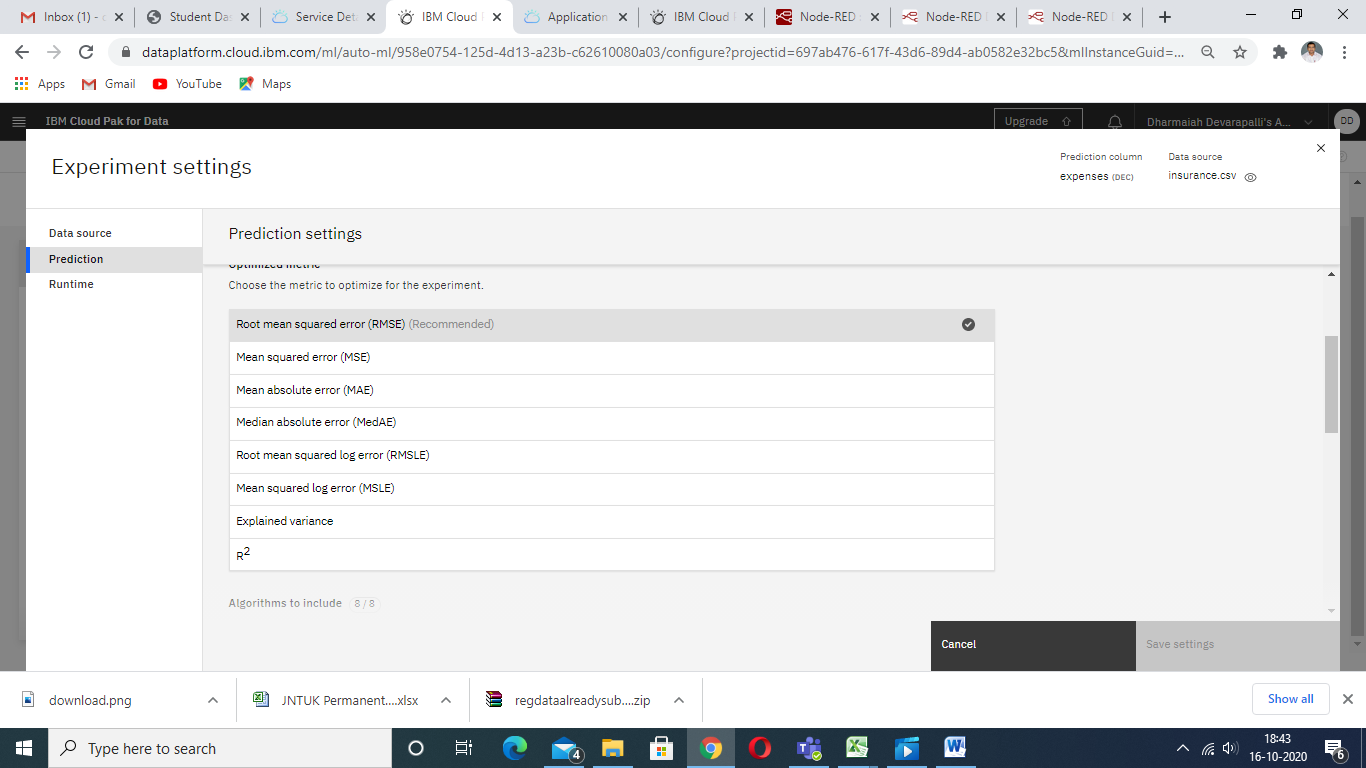 Inbox (1) -
Student Da
Service Det
IBM Cloud
Application
IBM Cloud
Node-RED
Node-RED
Node-RED
dataplatform.cloud.ibm.com/ml/auto-ml/958e0754-125d-4d13-a23b-c62610080a03/configure?projectid=697ab476-617f-43d6-89d4-ab0582e32bc5&mlInstanceGuid=...
Apps
Gmail
YouTube
Maps
IBM Cloud Pak for Data
Upgrade
Dharmaiah Devarapalli's A...
DD
Experiment settings
Prediction column
expenses (DEC)
Data source
insurance.csv
Data source
Prediction
Runtime
Prediction settings
Optimized metric
Choose the metric to optimize for the experiment.
Root mean squared error (RMSE) (Recommended)
Mean squared error (MSE)
Mean absolute error (MAE)
Median absolute error (MedAE)
Root mean squared log error (RMSLE)
Mean squared log error (MSLE)
Explained variance
R²
Algorithms to include 8 / 8
Cancel
Save settings
download.png
JNTUK Permanent....xlsx
regdataalreadysub....zip
Show all
Type here to search
4
18:43
16-10-2020
6